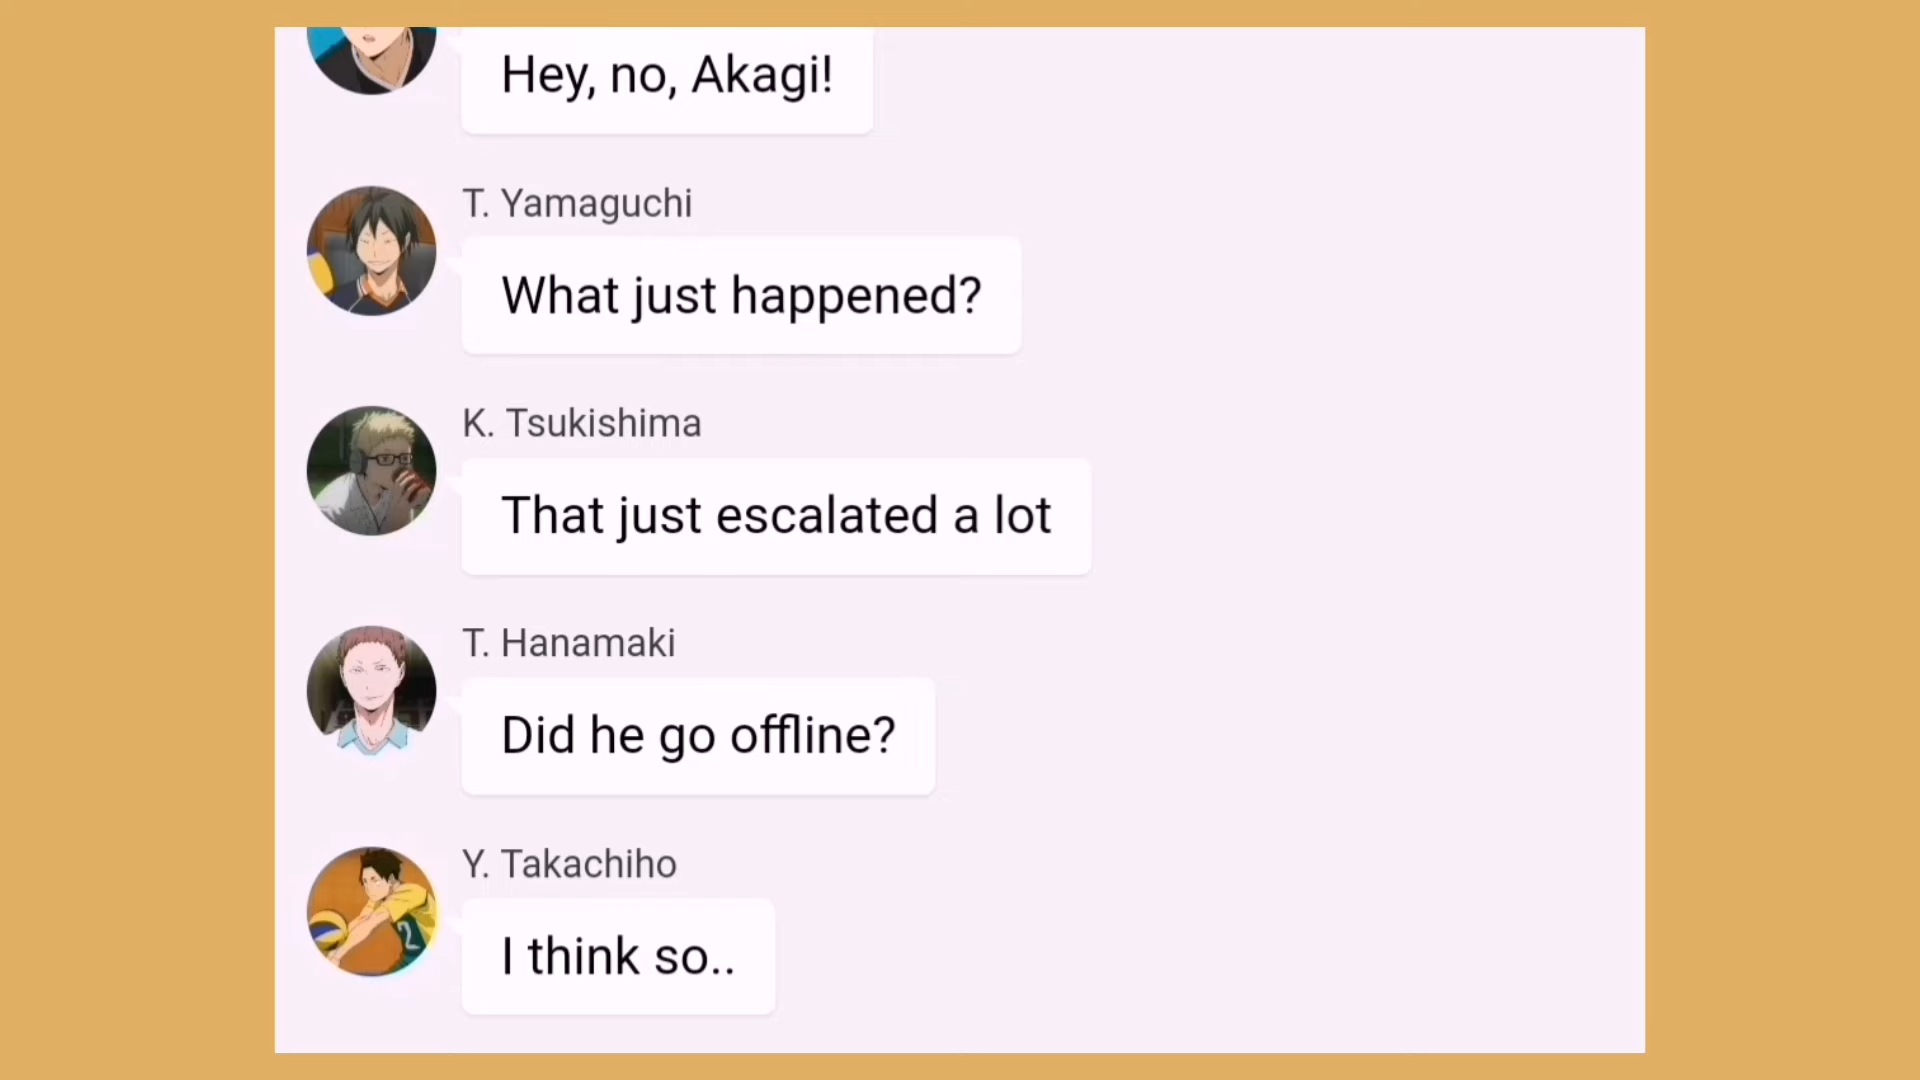 Hey, no, Akagi!
T. Yamaguchi
What just happened?
K. Tsukishima
That just escalated a lot
T. Hanamaki
Did he go offline?
Y. Takachiho
I think so..
2